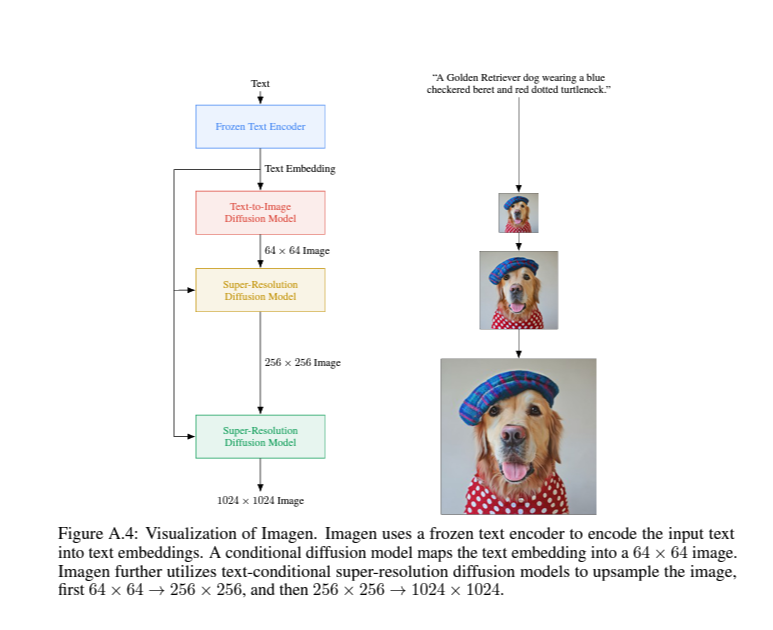 Text
Frozen Text Encoder
Text Embedding
Text-to-Image
Diffusion Model
64 × 64 Image
Super-Resolution
Diffusion Model
256 × 256 Image
Super-Resolution
Diffusion Model
1024 × 1024 Image
“A Golden Retriever dog wearing a blue
checkered beret and red dotted turtleneck.”
Figure A.4: Visualization of Imagen. Imagen uses a frozen text encoder to encode the input text
into text embeddings. A conditional diffusion model maps the text embedding into a 64 × 64 image.
Imagen further utilizes text-conditional super-resolution diffusion models to upsample the image,
first 64 × 64 → 256 × 256, and then 256 × 256 → 1024 × 1024.